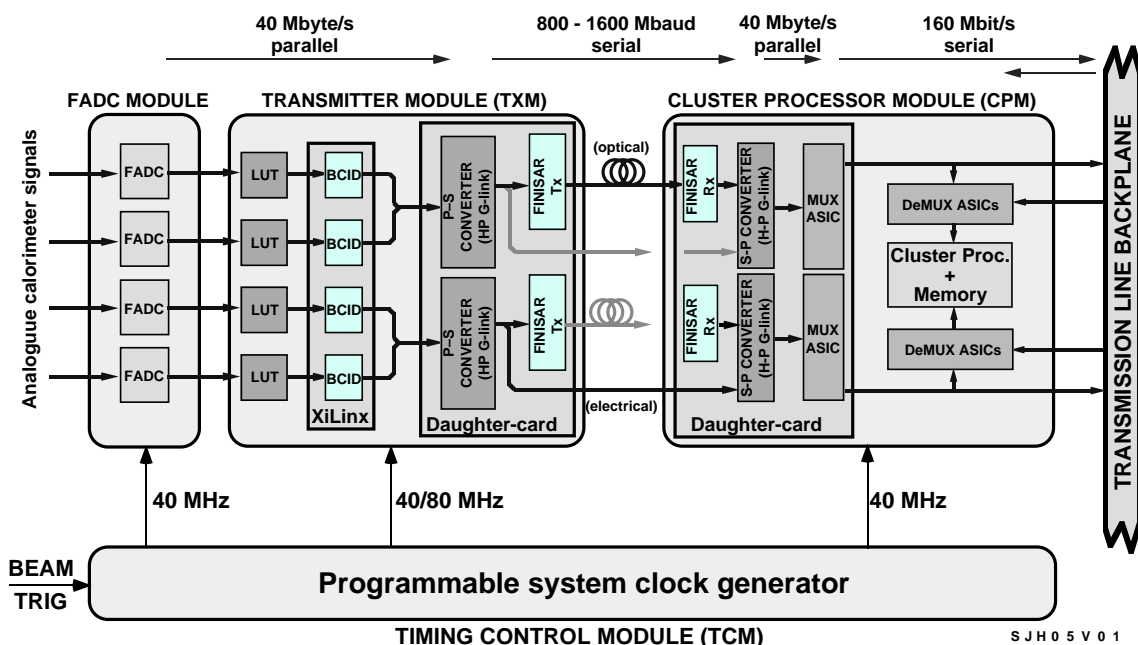 40 Mbyte/s
parallel
800 - 1600 Mbaud
serial
40 Mbyte/s
parallel
160 Mbit/s
serial
FADC MODULE
TRANSMITTER MODULE (TXM)
CLUSTER PROCESSOR MODULE (CPM)
Analogue calorimeter signals
FADC
FADC
FADC
FADC
LUT
LUT
LUT
LUT
BCID
BCID
BCID
BCID
XiLinx
P–S
CONVERTER
(HP G-link)
P–S
CONVERTER
(HP G-link)
FINISAR
Tx
FINISAR
Tx
Daughter-card
(optical)
(electrical)
FINISAR
Rx
FINISAR
Rx
S-P CONVERTER
(H-P G-link)
S-P CONVERTER
(H-P G-link)
MUX
ASIC
MUX
ASIC
Daughter-card
DeMUX ASICs
Cluster Proc.
+
Memory
DeMUX ASICs
TRANSMISSION LINE BACKPLANE
40 MHz
40/80 MHz
40 MHz
BEAM
TRIG
Programmable system clock generator
TIMING CONTROL MODULE (TCM)
SJH05V01